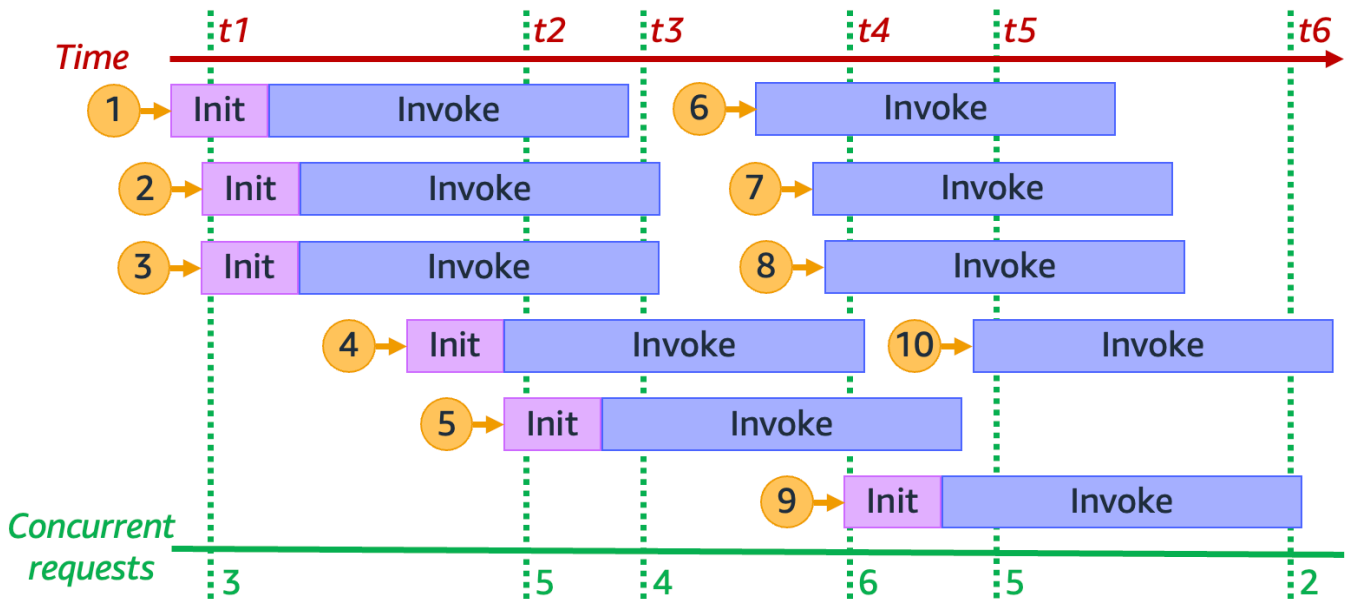 t1 t2 t3 t4 t5 t6
Time
1 Init Invoke 6 Invoke
2 Init Invoke 7 Invoke
3 Init Invoke 8 Invoke
4 Init Invoke 10 Invoke
5 Init Invoke
9 Init Invoke
Concurrent
requests
3 5 4 6 5 2